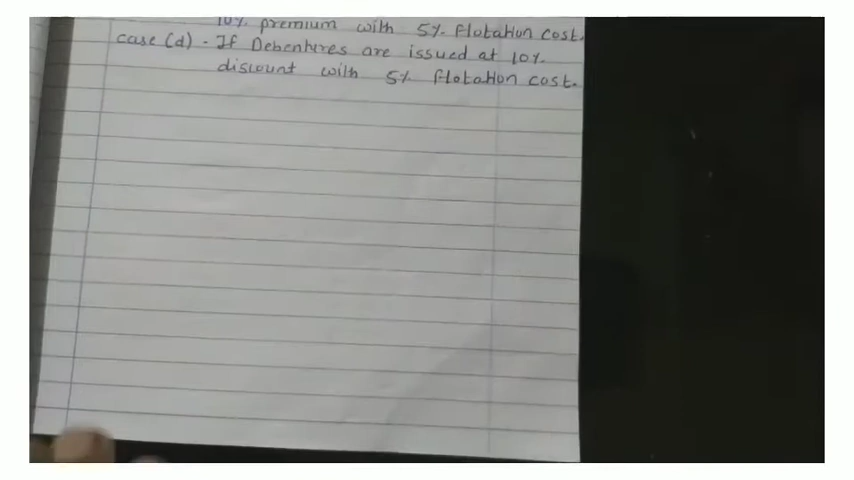 10% premium with 5% flotation cost.
case (d) - If Debentures are issued at 10%
discount with 5% flotation cost.